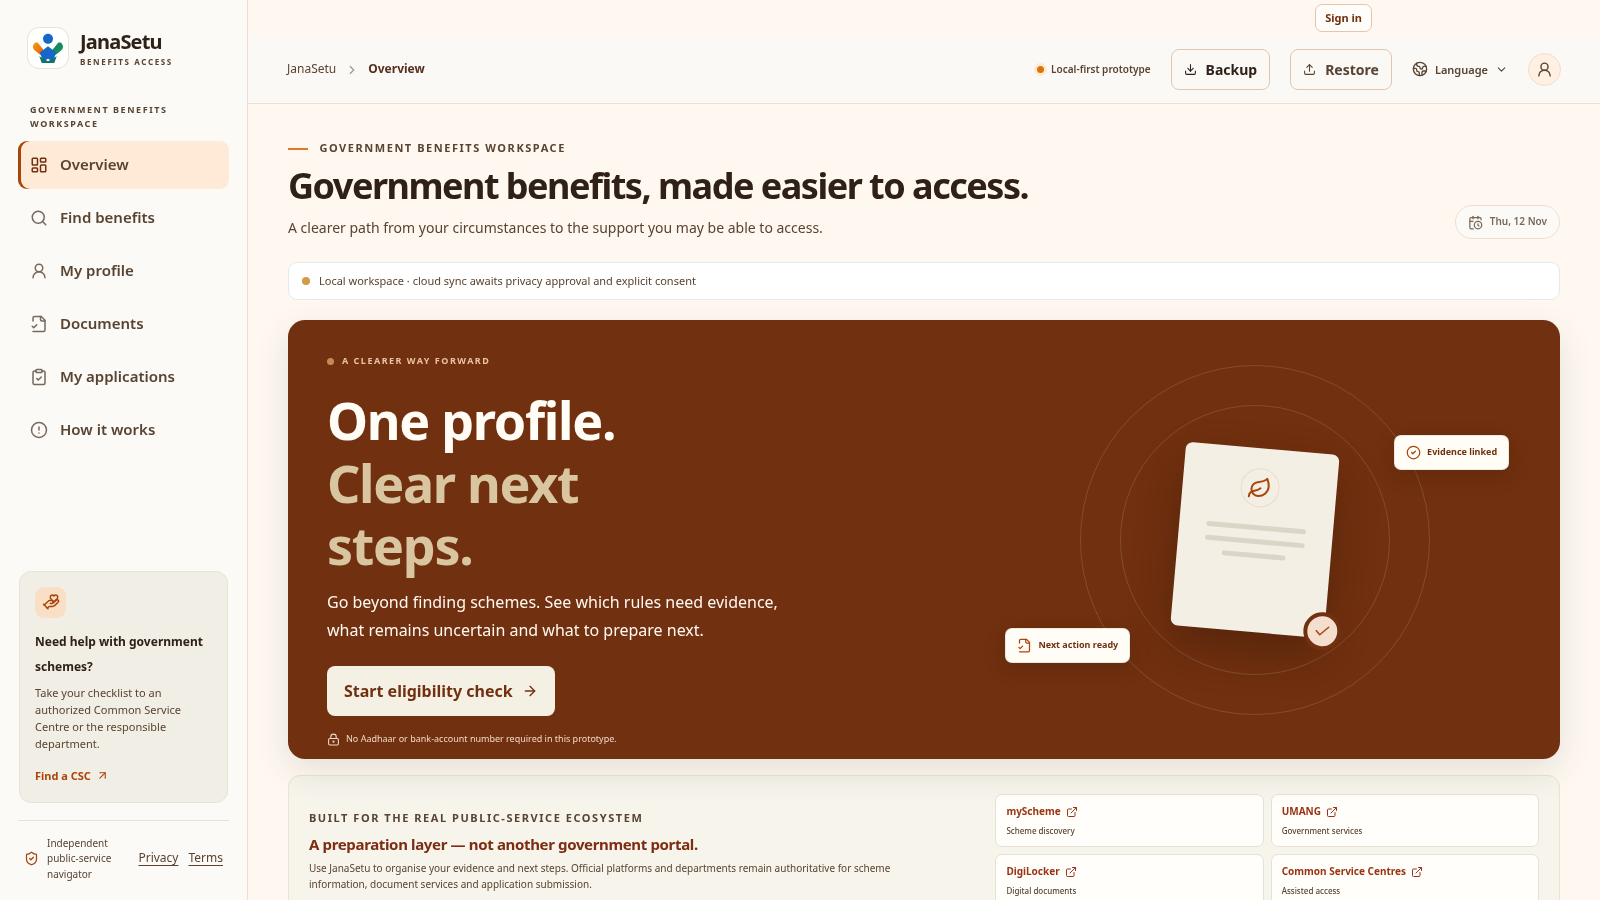 JanaSetu
BENEFITS ACCESS
GOVERNMENT BENEFITS
WORKSPACE
Overview
Find benefits
My profile
Documents
My applications
How it works
Need help with government
schemes?
Take your checklist to an
authorized Common Service
Centre or the responsible
department.
Find a CSC
Independent
public-service
navigator
Privacy Terms
Sign in
JanaSetu > Overview
Local-first prototype
Backup
Restore
Language
GOVERNMENT BENEFITS WORKSPACE
Government benefits, made easier to access.
A clearer path from your circumstances to the support you may be able to access.
Thu, 12 Nov
Local workspace · cloud sync awaits privacy approval and explicit consent
A CLEARER WAY FORWARD
One profile.
Clear next
steps.
Go beyond finding schemes. See which rules need evidence,
what remains uncertain and what to prepare next.
Start eligibility check
No Aadhaar or bank-account number required in this prototype.
Evidence linked
Next action ready
BUILT FOR THE REAL PUBLIC-SERVICE ECOSYSTEM
A preparation layer — not another government portal.
Use JanaSetu to organise your evidence and next steps. Official platforms and departments remain authoritative for scheme
information, document services and application submission.
myScheme
Scheme discovery
UMANG
Government services
DigiLocker
Digital documents
Common Service Centres
Assisted access